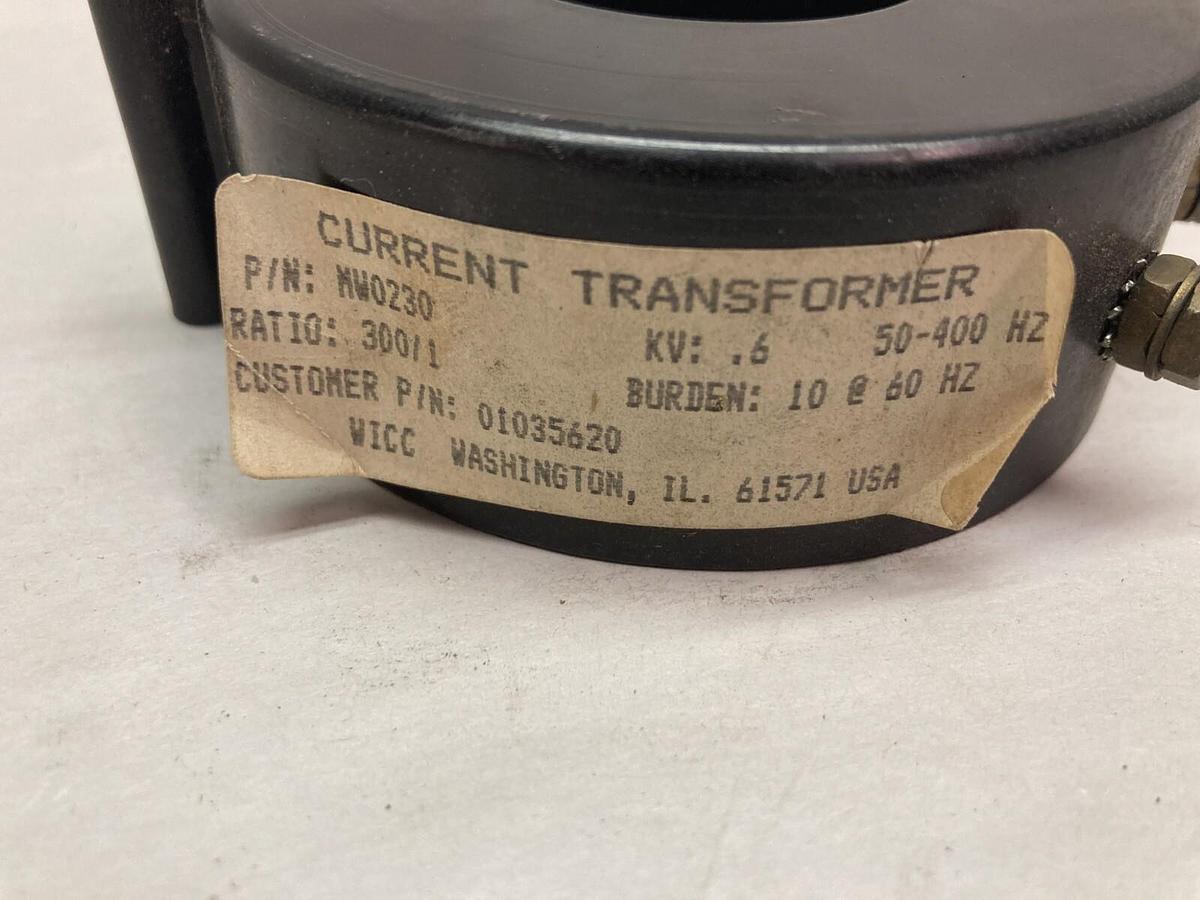 CURRENT TRANSFORMER
P/N: MW0230
RATIO: 300/1 KV: .6 50-400 HZ
CUSTOMER P/N: 01035620 BURDEN: 10 @ 60 HZ
WICC WASHINGTON, IL. 61571 USA